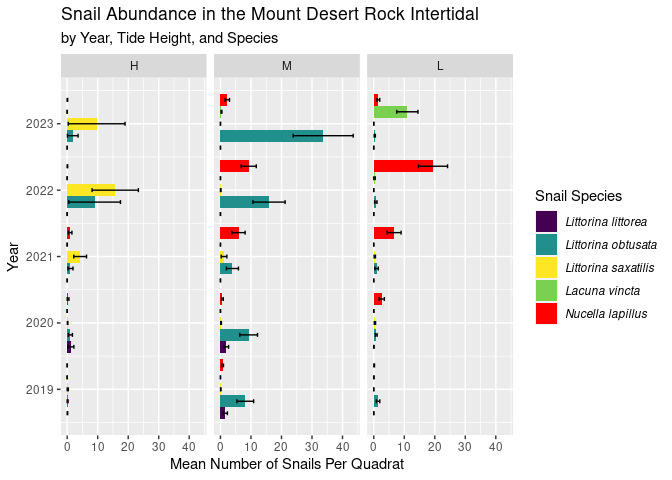 Snail Abundance in the Mount Desert Rock Intertidal
by Year, Tide Height, and Species
H M L
2023
2022
2021
2020
2019
Year
0 10 20 30 40 0 10 20 30 40 0 10 20 30 40
Mean Number of Snails Per Quadrat
Snail Species
Littorina littorea
Littorina obtusata
Littorina saxatilis
Lacuna vincta
Nucella lapillus